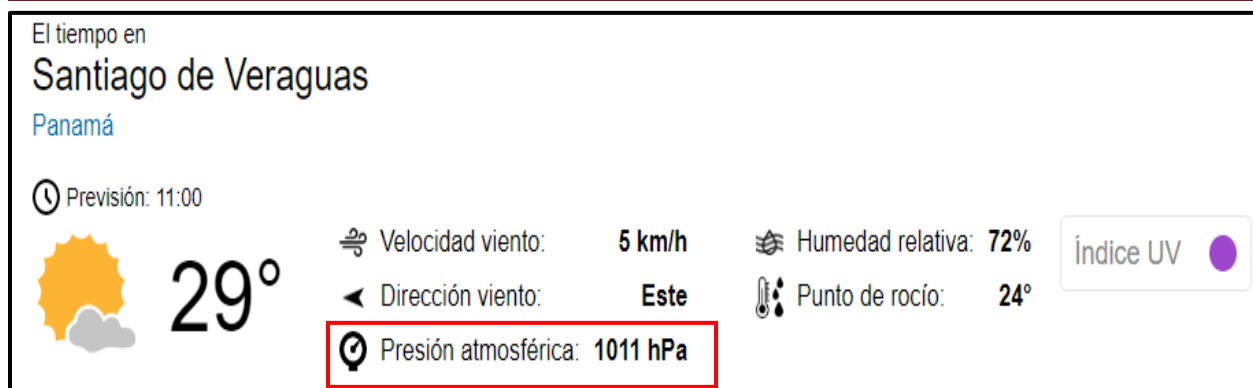 El tiempo en
Santiago de Veraguas
Panamá
Previsión: 11:00
29°
Velocidad viento: 5 km/h
Dirección viento: Este
Presión atmosférica: 1011 hPa
Humedad relativa: 72%
Punto de rocío: 24°
Índice UV